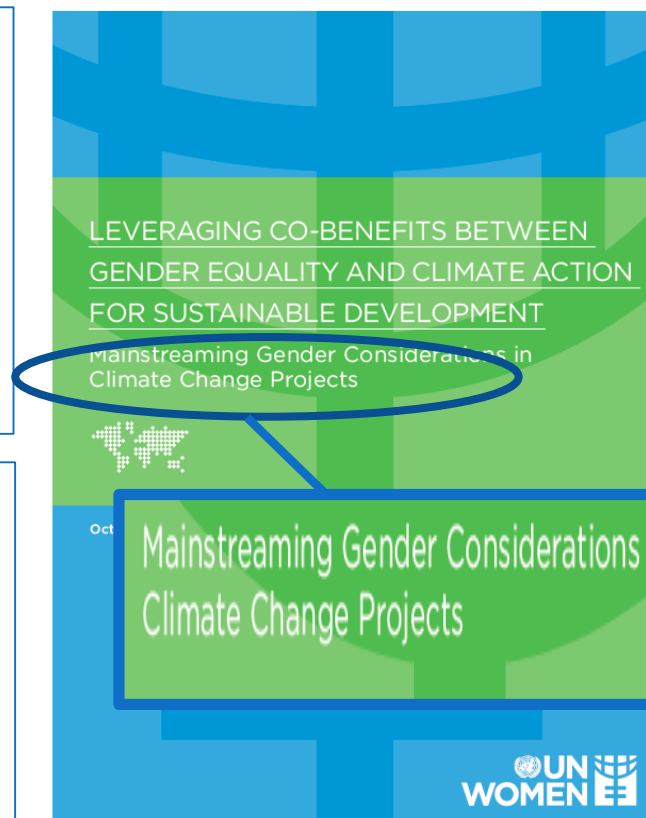 LEVERAGING CO-BENEFITS BETWEEN
GENDER EQUALITY AND CLIMATE ACTION
FOR SUSTAINABLE DEVELOPMENT
Mainstreaming Gender Considerations in
Climate Change Projects
Oct
Mainstreaming Gender Considerations
Climate Change Projects
UN
WOMEN